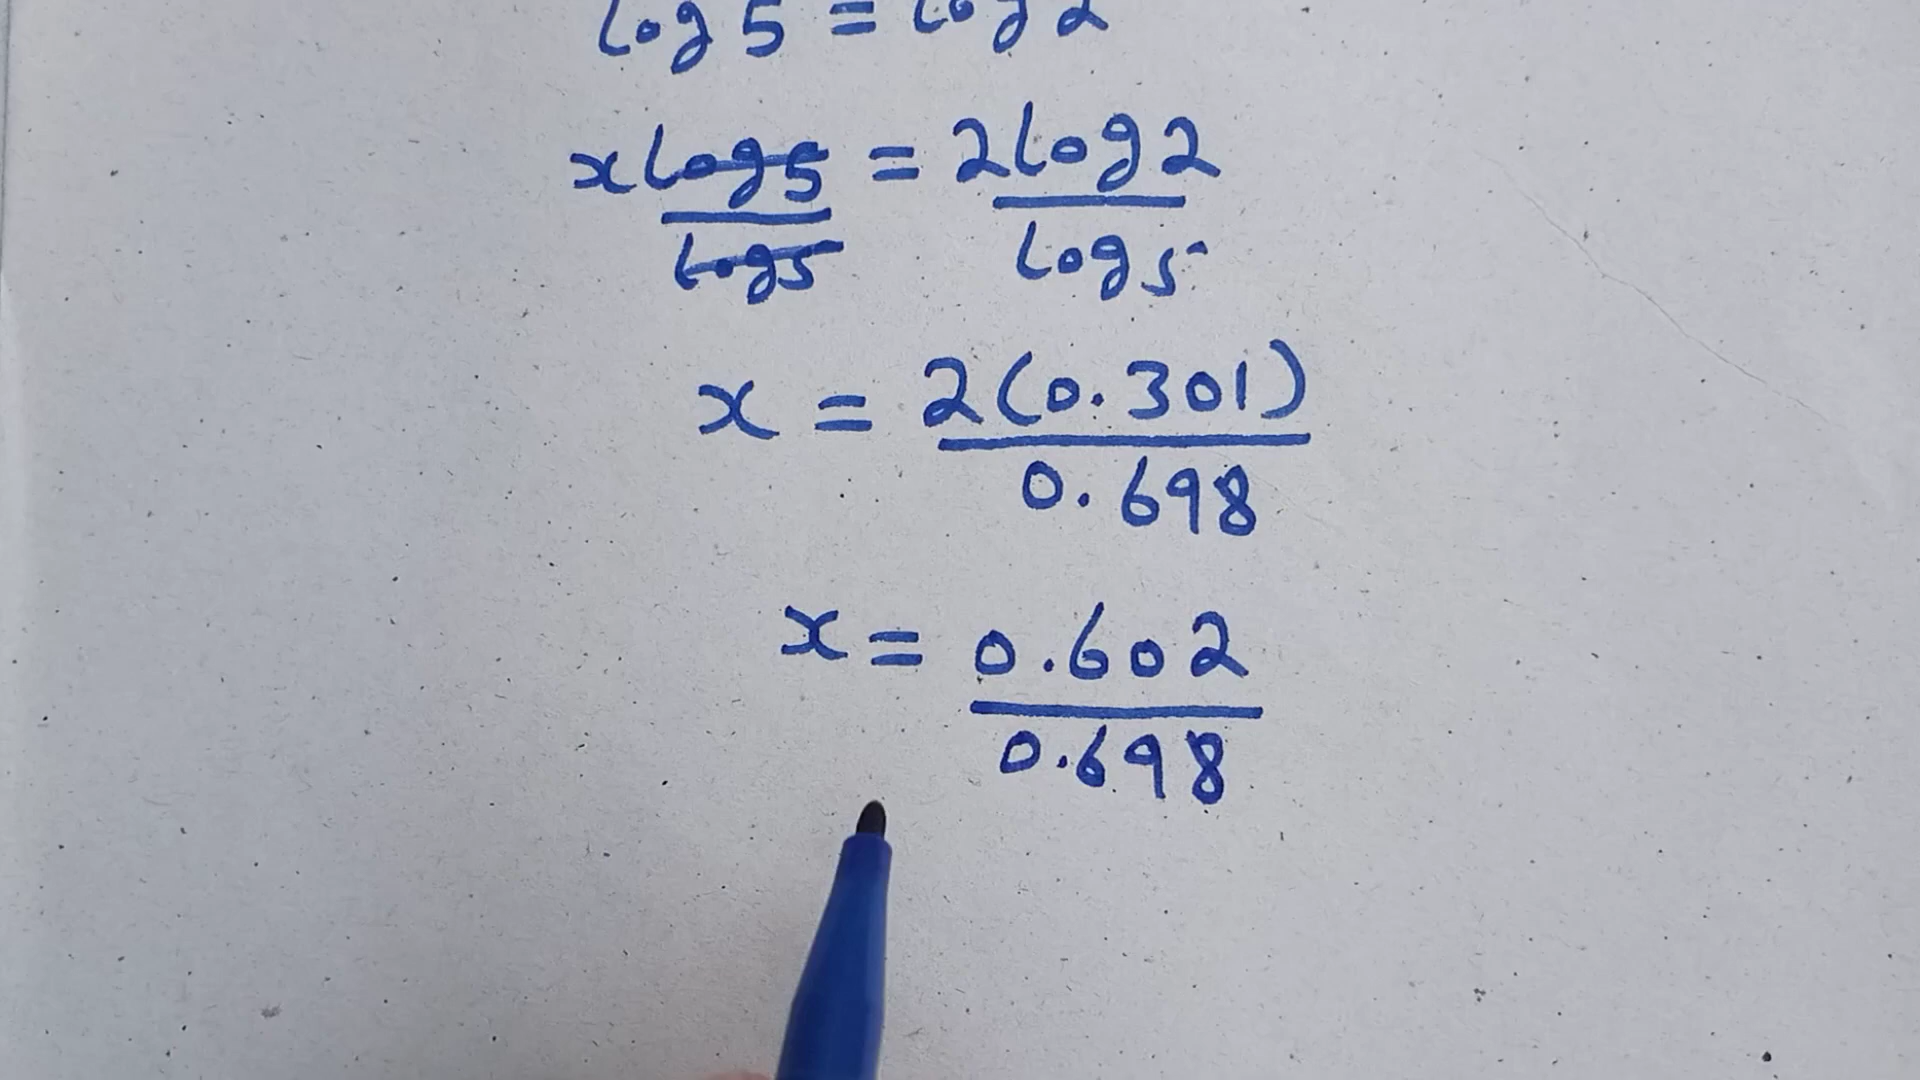 log 5 = log 2
x log 5 = 2 log 2
log 5 log 5
x = 2(0.301)
0.698
x = 0.602
0.698